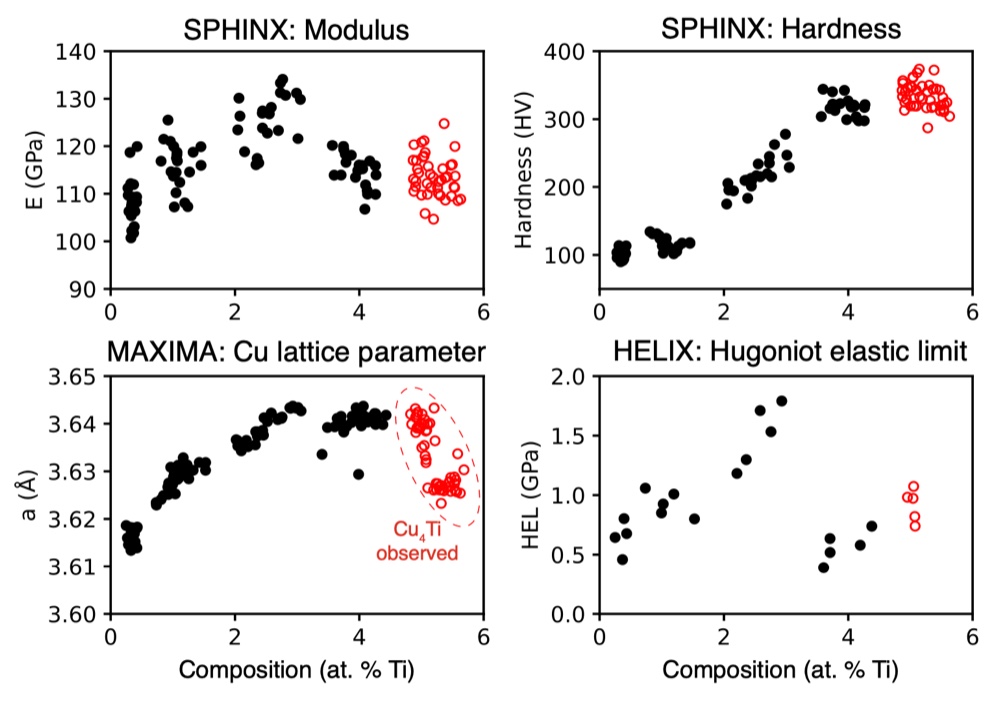 SPHINX: Modulus
E (GPa)
140
130
120
110
100
90
0 2 4 6
SPHINX: Hardness
Hardness (HV)
400
300
200
100
0 2 4 6
MAXIMA: Cu lattice parameter
a (Å)
3.65
3.64
3.63
3.62
3.61
3.60
Cu₄Ti
observed
0 2 4 6
Composition (at. % Ti)
HELIX: Hugoniot elastic limit
HEL (GPa)
2.0
1.5
1.0
0.5
0.0
0 2 4 6
Composition (at. % Ti)